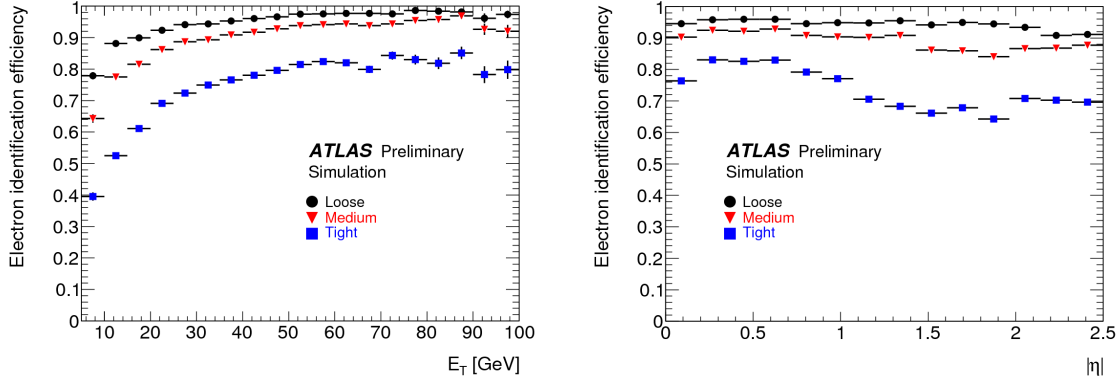 Electron identification efficiency
1
0.9
0.8
0.7
0.6
0.5
0.4
0.3
0.2
0.1
0
ATLAS Preliminary
Simulation
Loose
Medium
Tight
10 20 30 40 50 60 70 80 90 100
E_T [GeV]
Electron identification efficiency
1
0.9
0.8
0.7
0.6
0.5
0.4
0.3
0.2
0.1
0
ATLAS Preliminary
Simulation
Loose
Medium
Tight
0 0.5 1 1.5 2 2.5
|η|